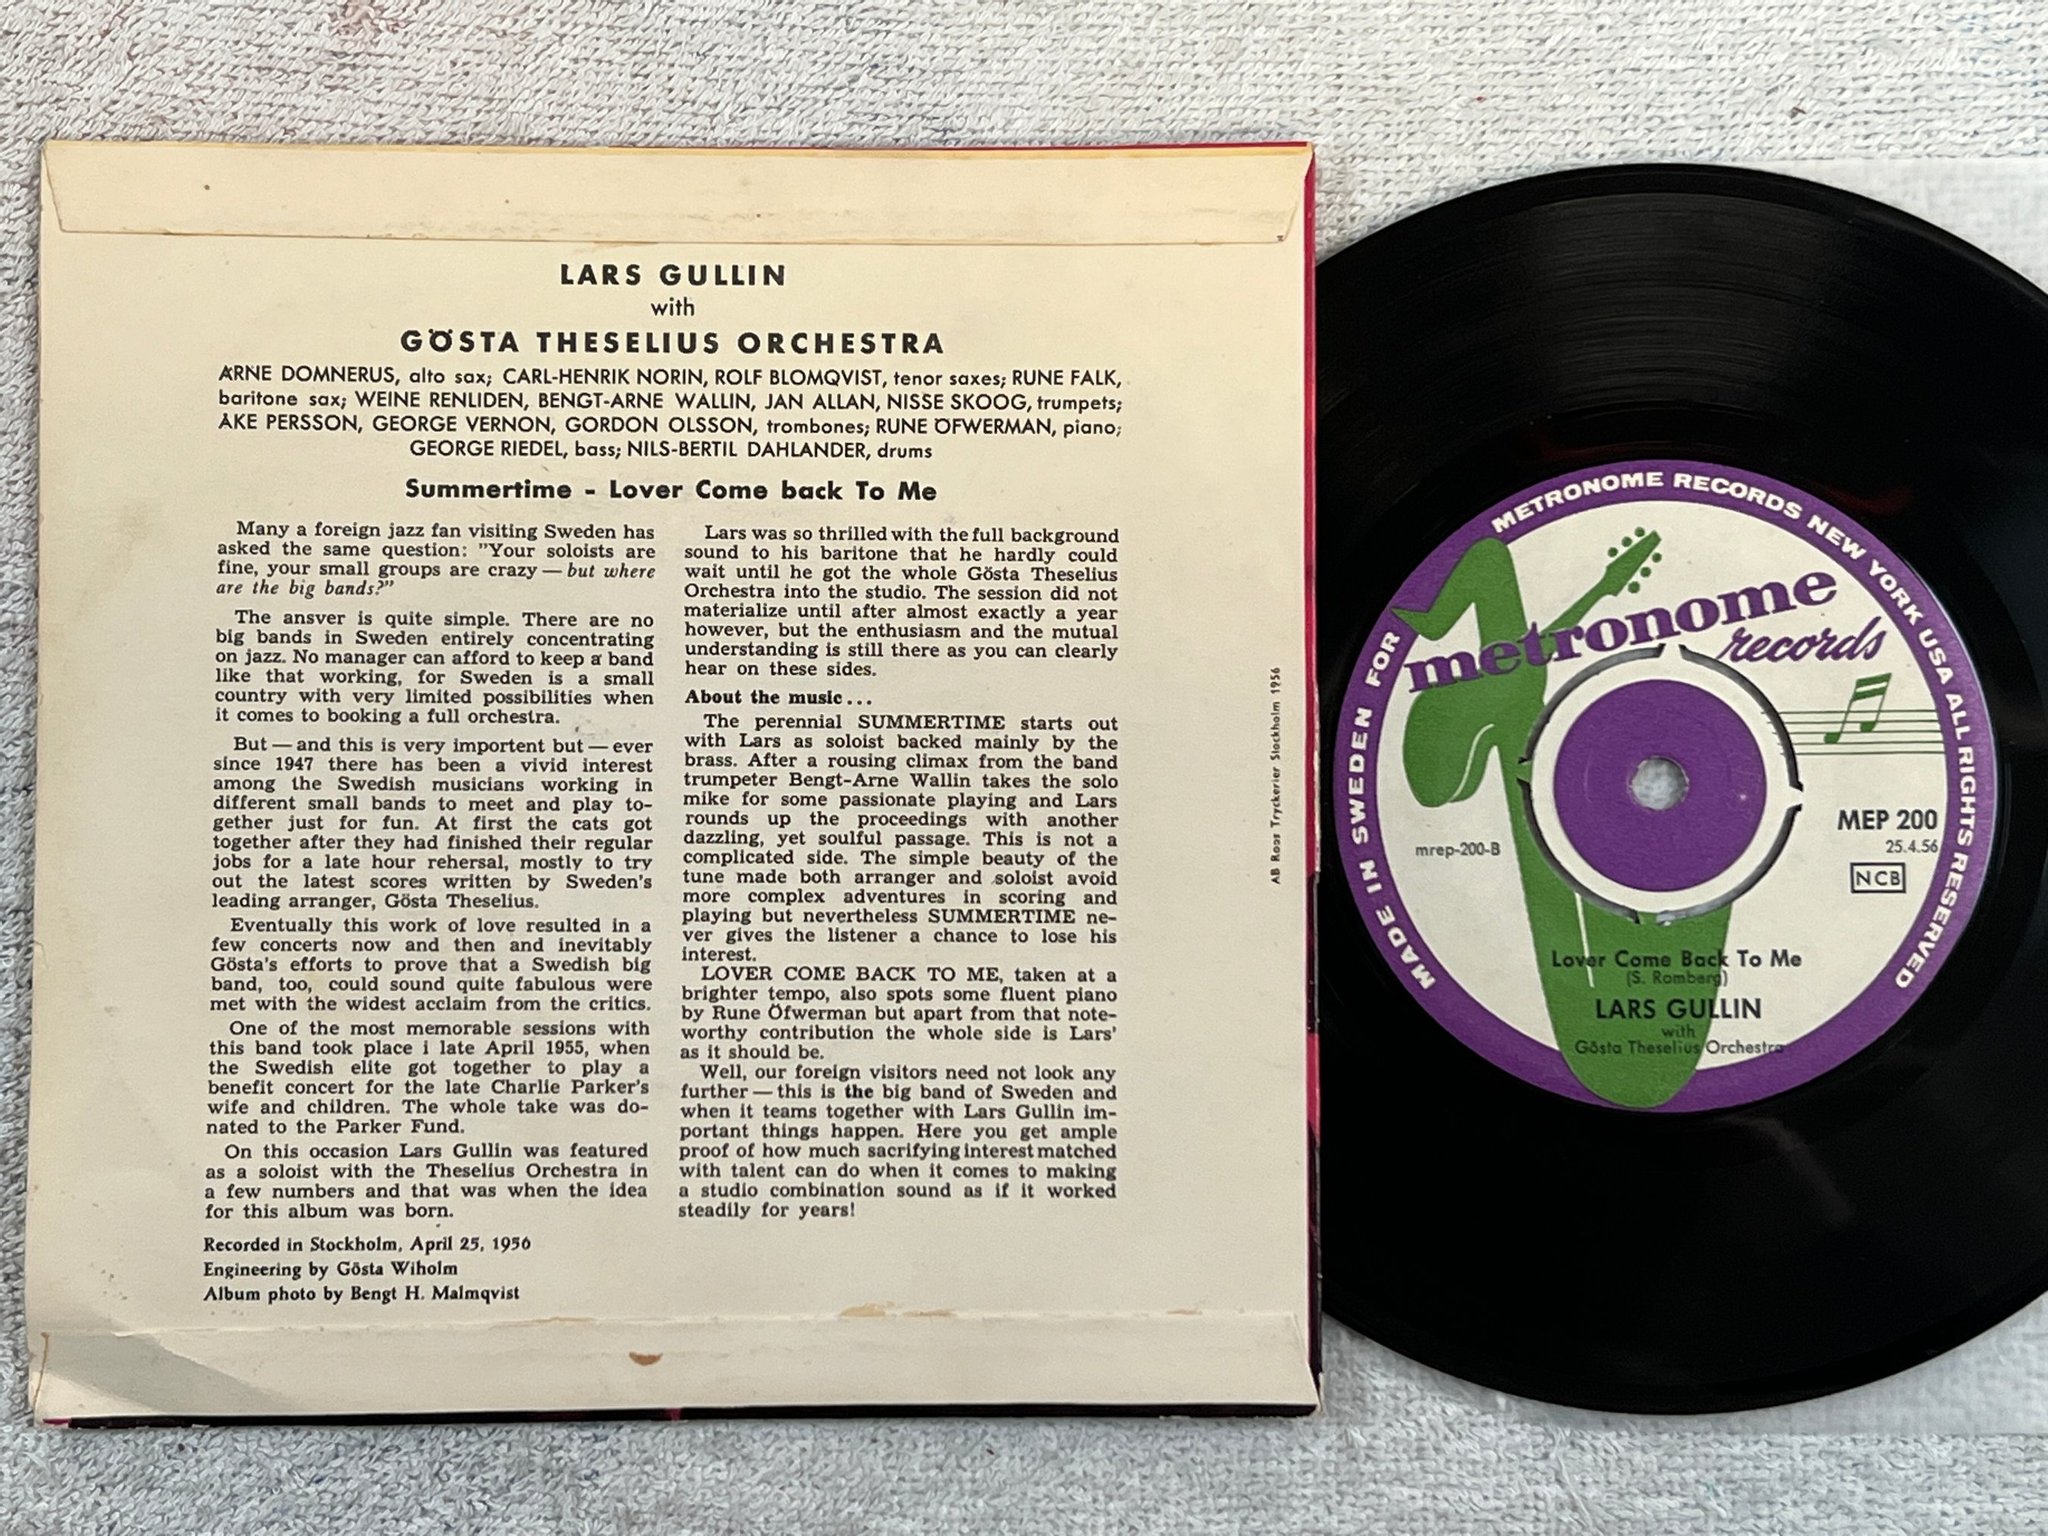 LARS GULLIN
with
GÖSTA THESELIUS ORCHESTRA
ARNE DOMNERUS, alto sax; CARL-HENRIK NORIN, ROLF BLOMQVIST, tenor saxes; RUNE FALK,
baritone sax; WEINE RENLIDEN, BENGT-ARNE WALLIN, JAN ALLAN, NISSE SKOOG, trumpets;
ÅKE PERSSON, GEORGE VERNON, GORDON OLSSON, trombones; RUNE ÖFWERMAN, piano;
GEORGE RIEDEL, bass; NILS-BERTIL DAHLANDER, drums
Summertime - Lover Come back To Me
Many a foreign jazz fan visiting Sweden has
asked the same question: "Your soloists are
fine, your small groups are crazy — but where
are the big bands?"
The answer is quite simple. There are no
big bands in Sweden entirely concentrating
on jazz. No manager can afford to keep a band
like that working, for Sweden is a small
country with very limited possibilities when
it comes to booking a full orchestra.
But — and this is very importent but — ever
since 1947 there has been a vivid interest
among the Swedish musicians working in
different small bands to meet and play to-
gether just for fun. At first the cats got
together after they had finished their regular
jobs for a late hour rehersal, mostly to try
out the latest scores written by Sweden's
leading arranger, Gösta Theselius.
Eventually this work of love resulted in a
few concerts now and then and inevitably
Gösta's efforts to prove that a Swedish big
band, too, could sound quite fabulous were
met with the widest acclaim from the critics.
One of the most memorable sessions with
this band took place i late April 1955, when
the Swedish elite got together to play a
benefit concert for the late Charlie Parker's
wife and children. The whole take was do-
nated to the Parker Fund.
On this occasion Lars Gullin was featured
as a soloist with the Theselius Orchestra in
a few numbers and that was when the idea
for this album was born.
Recorded in Stockholm, April 25, 1956
Engineering by Gösta Wiholm
Album photo by Bengt H. Malmqvist
Lars was so thrilled with the full background
sound to his baritone that he hardly could
wait until he got the whole Gösta Theselius
Orchestra into the studio. The session did not
materialize until after almost exactly a year
however, but the enthusiasm and the mutual
understanding is still there as you can clearly
hear on these sides.
About the music...
The perennial SUMMERTIME starts out
with Lars as soloist backed mainly by the
brass. After a rousing climax from the band
trumpeter Bengt-Arne Wallin takes the solo
mike for some passionate playing and Lars
rounds up the proceedings with another
dazzling, yet soulful passage. This is not a
complicated side. The simple beauty of the
tune made both arranger and soloist avoid
more complex adventures in scoring and
playing but nevertheless SUMMERTIME ne-
ver gives the listener a chance to lose his
interest.
LOVER COME BACK TO ME, taken at a
brighter tempo, also spots some fluent piano
by Rune Öfwerman but apart from that note-
worthy contribution the whole side is Lars'
as it should be.
Well, our foreign visitors need not look any
further — this is the big band of Sweden and
when it teams together with Lars Gullin im-
portant things happen. Here you get ample
proof of how much sacrifying interest matched
with talent can do when it comes to making
a studio combination sound as if it worked
steadily for years!
AB Roos Tryckerier Stockholm 1956
MADE IN SWEDEN FOR METRONOME RECORDS NEW YORK USA ALL RIGHTS RESERVED
metronome
records
MEP 200
25.4.56
NCB
mrep-200-B
Lover Come Back To Me
(S. Romberg)
LARS GULLIN
with
Gösta Theselius Orchestra